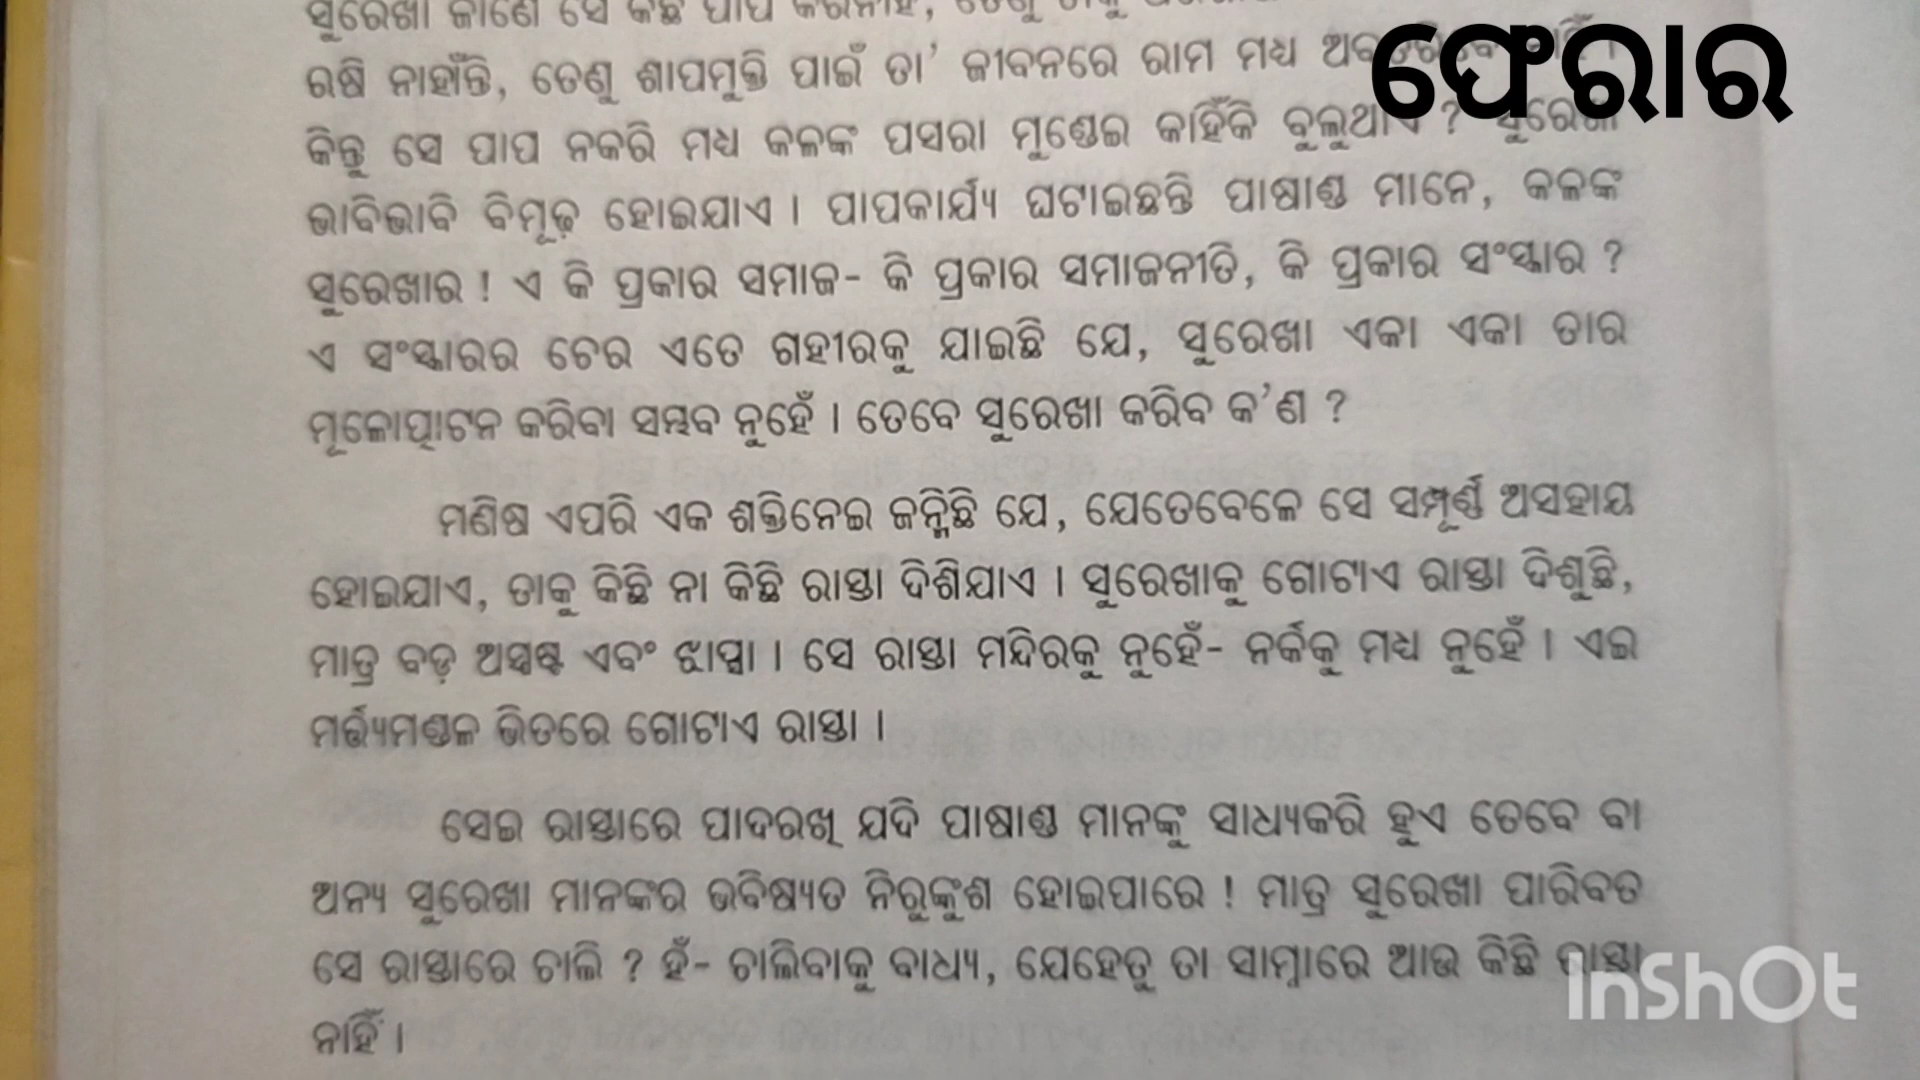 ଫେରାର
ସୁରେଖା ଜାଣେ ସେ କିଛି ପାପ କରିନାହିଁ, ତେଣୁ ତାକୁ
ଋଷି ନାହାଁନ୍ତି, ତେଣୁ ଶାପମୁକ୍ତି ପାଇଁ ତା' ଜୀବନରେ ରାମ ମଧ୍ୟ
କିନ୍ତୁ ସେ ପାପ ନକରି ମଧ୍ୟ କଳଙ୍କ ପସରା ମୁଣ୍ଡେଇ କାହିଁକି ବୁଲୁଥାଏ ? ସୁରେଖା
ଭାବିଭାବି ବିମୂଢ଼ ହୋଇଯାଏ । ପାପକାର୍ଯ୍ୟ ଘଟାଇଛନ୍ତି ପାଷାଣ୍ଡ ମାନେ, କଳଙ୍କ
ସୁରେଖାର ! ଏ କି ପ୍ରକାର ସମାଜ- କି ପ୍ରକାର ସମାଜନୀତି, କି ପ୍ରକାର ସଂସ୍କାର ?
ଏ ସଂସ୍କାରର ଚେର ଏତେ ଗହୀରକୁ ଯାଇଛି ଯେ, ସୁରେଖା ଏକା ଏକା ତାର
ମୂଳୋତ୍ପାଟନ କରିବା ସମ୍ଭବ ନୁହେଁ । ତେବେ ସୁରେଖା କରିବ କ'ଣ ?
ମଣିଷ ଏପରି ଏକ ଶକ୍ତିନେଇ ଜନ୍ମିଛି ଯେ, ଯେତେବେଳେ ସେ ସମ୍ପୂର୍ଣ୍ଣ ଅସହାୟ
ହୋଇଯାଏ, ତାକୁ କିଛି ନା କିଛି ରାସ୍ତା ଦିଶିଯାଏ । ସୁରେଖାକୁ ଗୋଟାଏ ରାସ୍ତା ଦିଶୁଛି,
ମାତ୍ର ବଡ଼ ଅସ୍ପଷ୍ଟ ଏବଂ ଝାପ୍ସା । ସେ ରାସ୍ତା ମନ୍ଦିରକୁ ନୁହେଁ- ନର୍କକୁ ମଧ୍ୟ ନୁହେଁ । ଏଇ
ମର୍ତ୍ତ୍ୟମଣ୍ଡଳ ଭିତରେ ଗୋଟାଏ ରାସ୍ତା ।
ସେଇ ରାସ୍ତାରେ ପାଦରଖି ଯଦି ପାଷାଣ୍ଡ ମାନଙ୍କୁ ସାଧ୍ୟକରି ହୁଏ ତେବେ ବା
ଅନ୍ୟ ସୁରେଖା ମାନଙ୍କର ଭବିଷ୍ୟତ ନିରୁଙ୍କୁଶ ହୋଇପାରେ ! ମାତ୍ର ସୁରେଖା ପାରିବତ
ସେ ରାସ୍ତାରେ ଚାଲି ? ହଁ- ଚାଲିବାକୁ ବାଧ୍ୟ, ଯେହେତୁ ତା ସାମ୍ନାରେ ଆଉ କିଛି ରାସ୍ତା
ନାହିଁ ।
InShOt